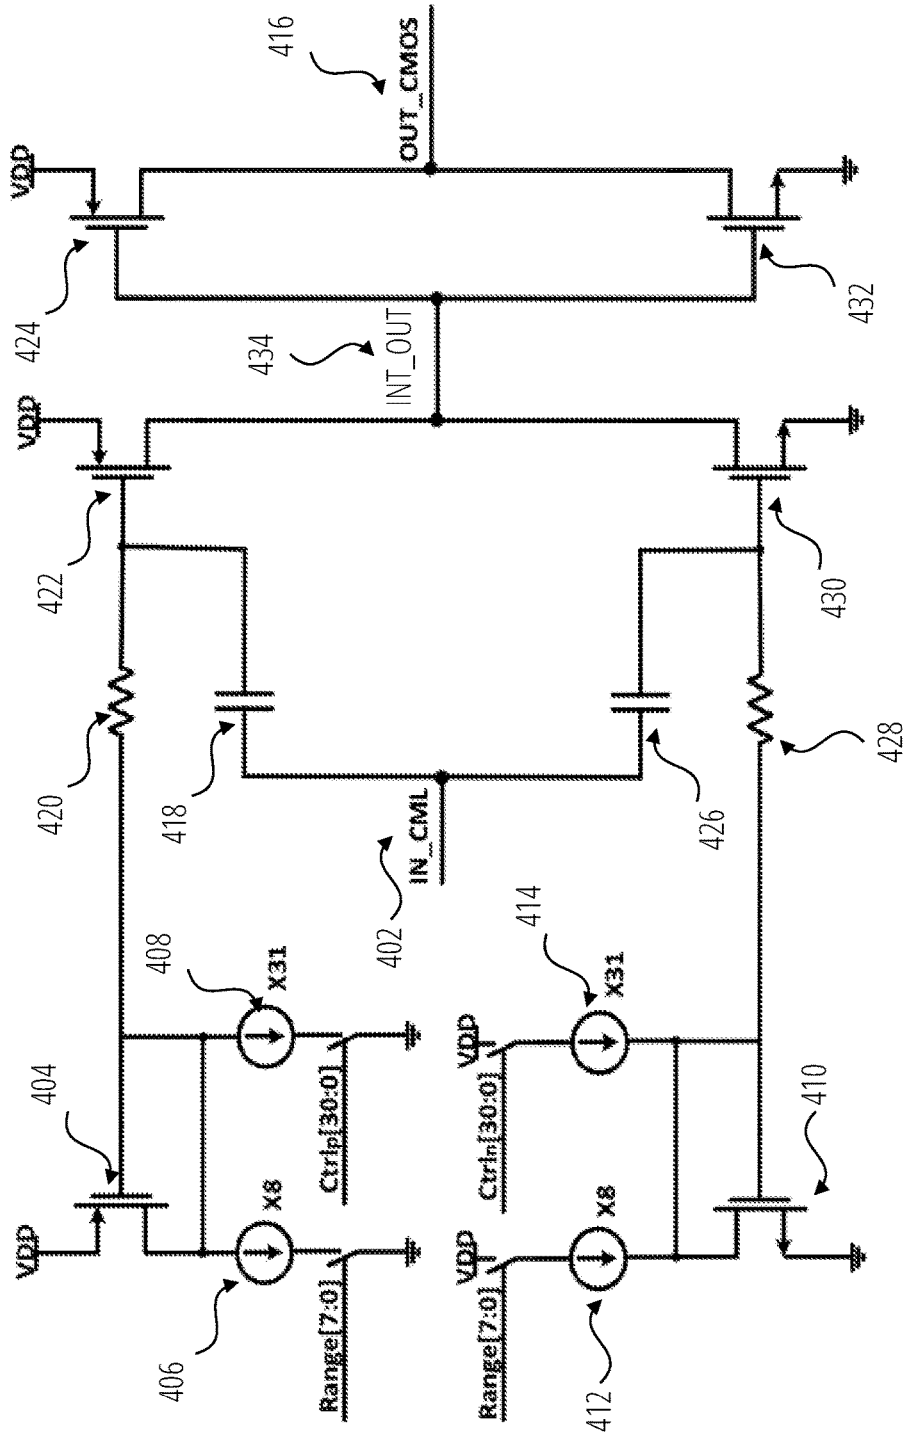 VDD
404
406
X8
Range[7:0]
408
X31
Ctrlp[30:0]
420
418
VDD
422
VDD
424
402
IN_CML
434
INT_OUT
416
OUT_CMOS
VDD
Range[7:0]
X8
412
VDD
Ctrln[30:0]
X31
414
410
426
428
430
432